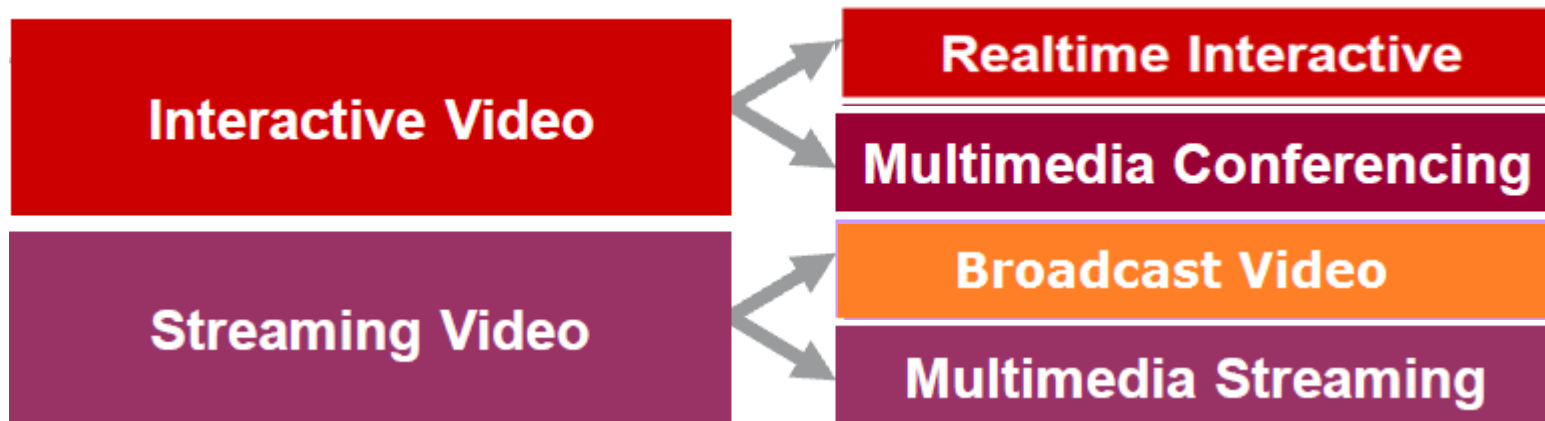 Interactive Video
Realtime Interactive
Multimedia Conferencing
Streaming Video
Broadcast Video
Multimedia Streaming